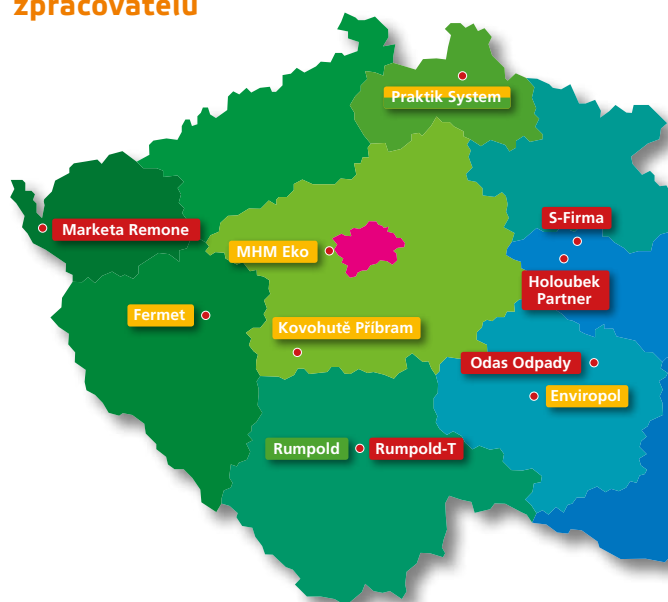 zpracovatelů
Praktik System
Marketa Remone
S-Firma
MHM Eko
Holoubek
Partner
Fermet
Kovohutě Příbram
Odas Odpady
Enviropol
Rumpold
Rumpold-T